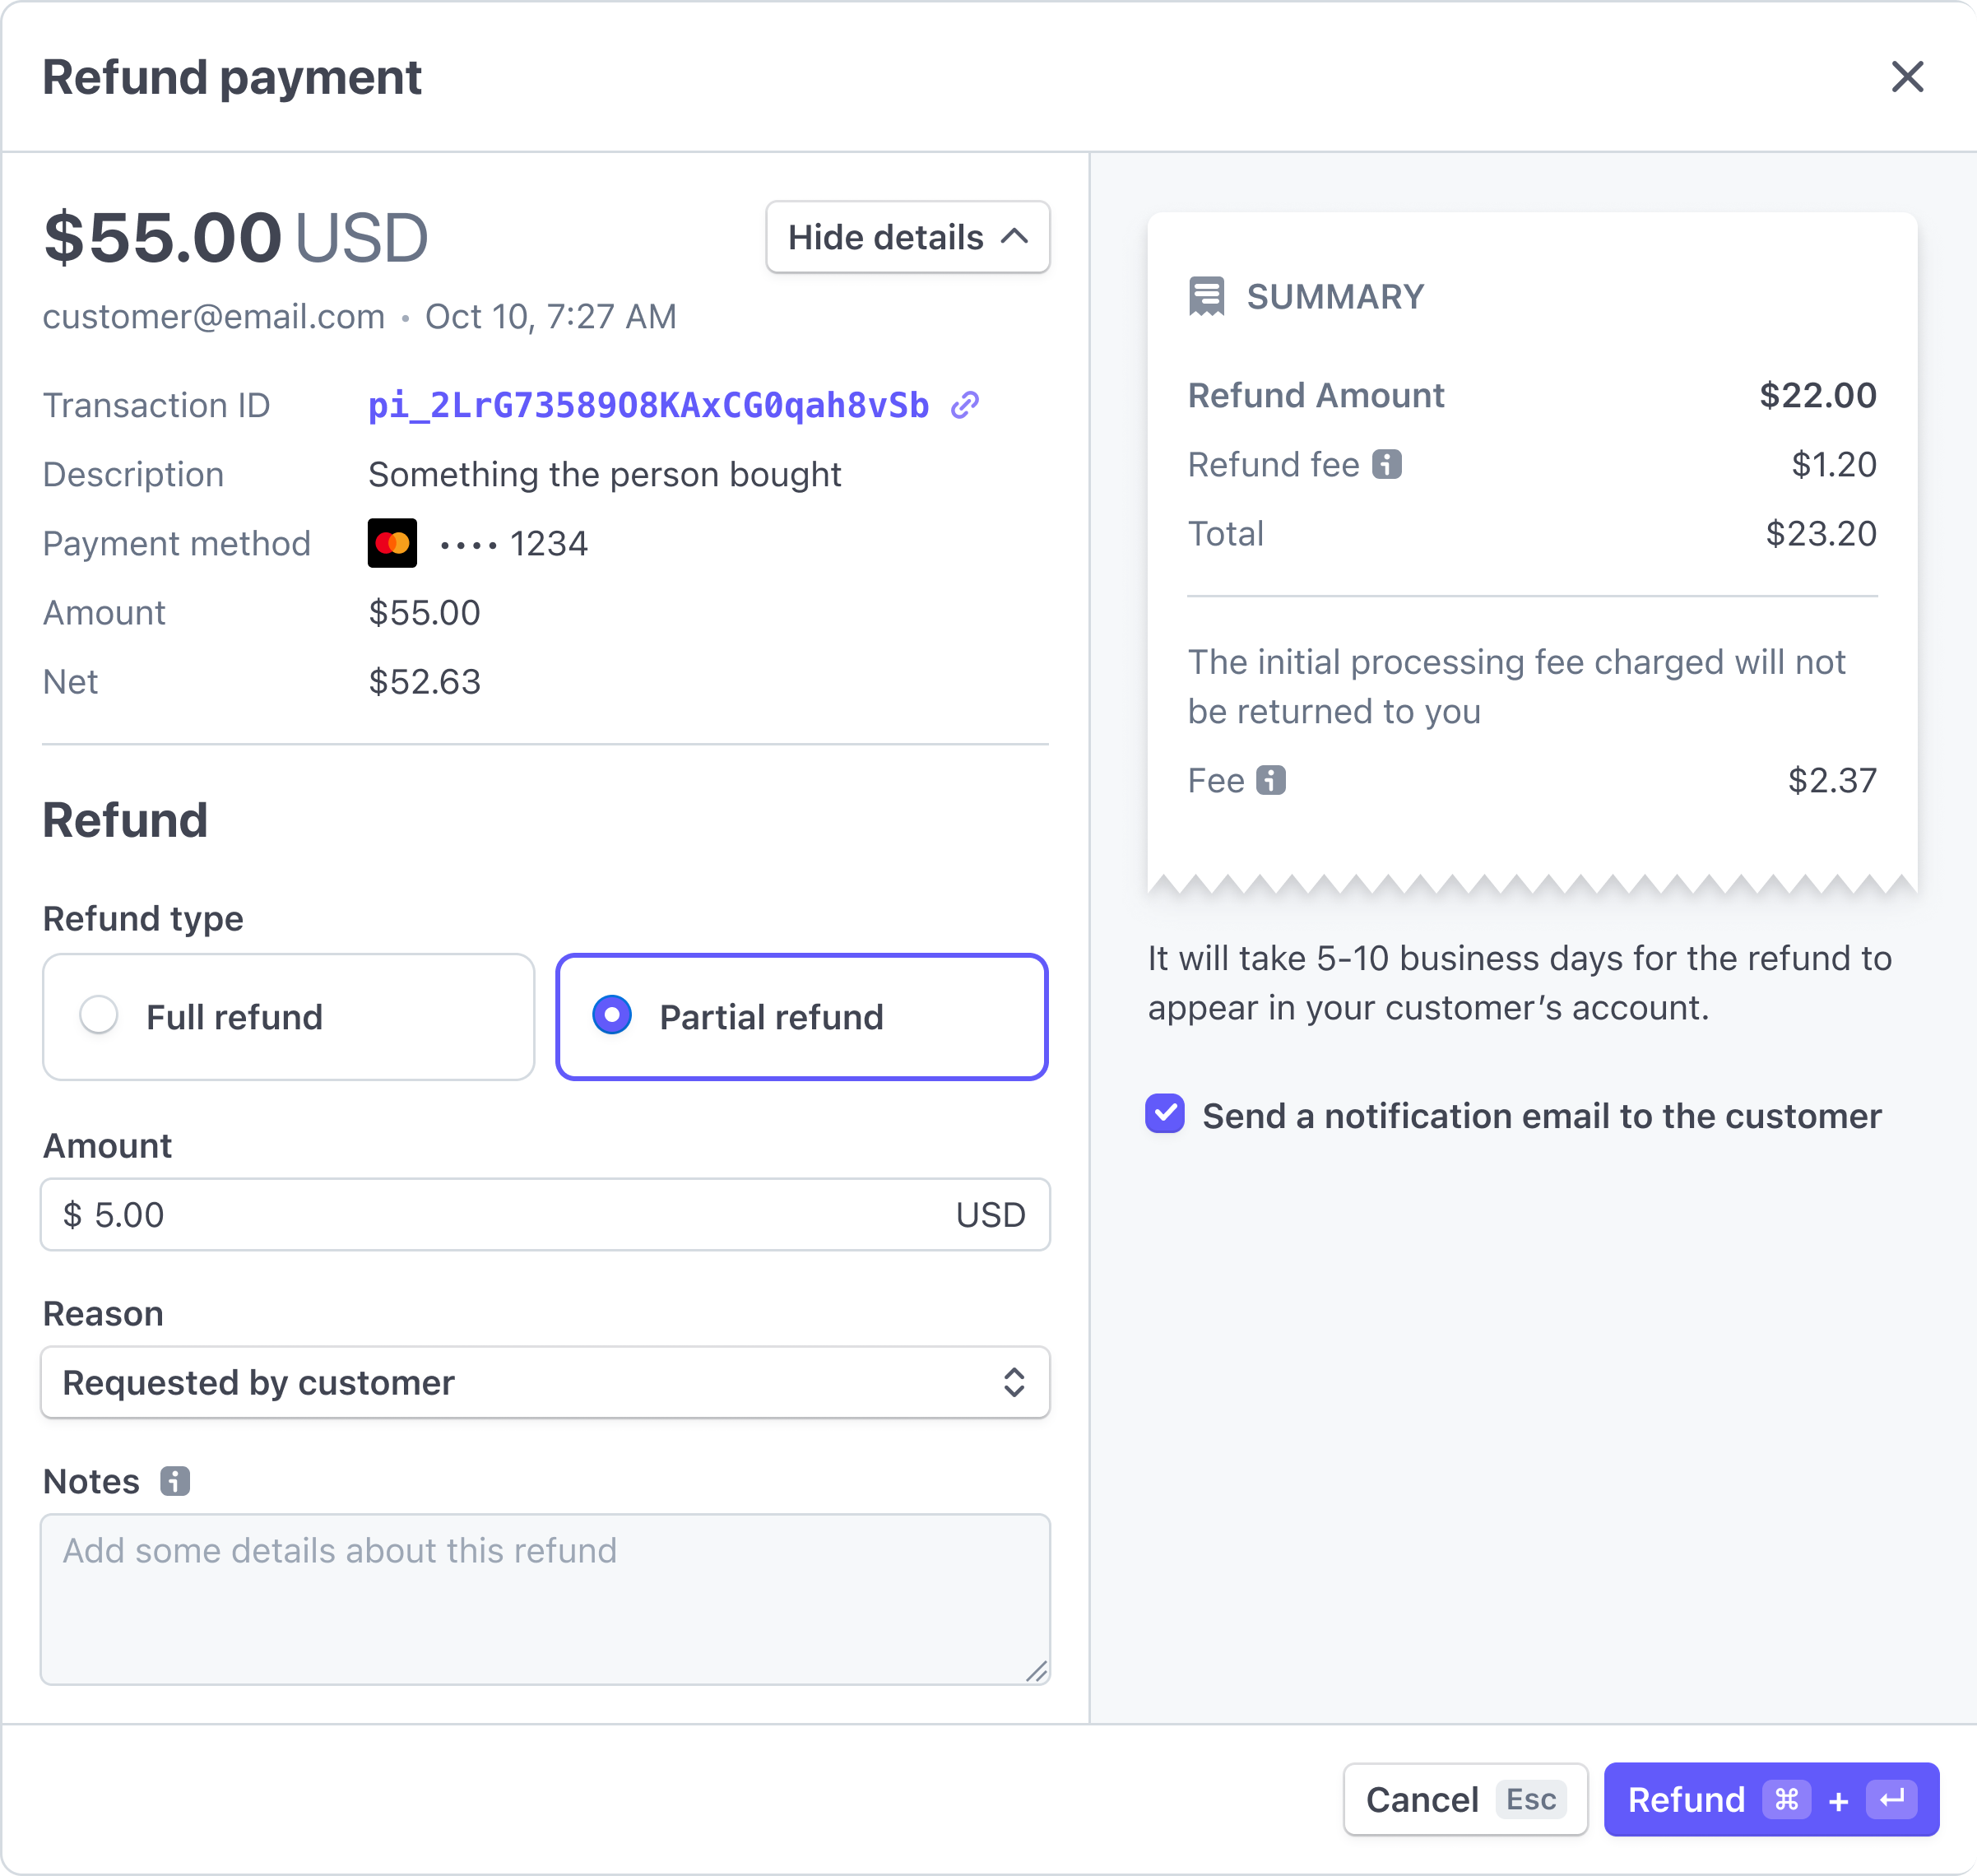 Refund payment
$55.00 USD
Hide details
customer@email.com • Oct 10, 7:27 AM
Transaction ID pi_2LrG73589O8KAxCG0qah8vSb
Description Something the person bought
Payment method •••• 1234
Amount $55.00
Net $52.63
Refund
Refund type
Full refund
Partial refund
Amount
$ 5.00 USD
Reason
Requested by customer
Notes
Add some details about this refund
SUMMARY
Refund Amount $22.00
Refund fee $1.20
Total $23.20
The initial processing fee charged will not
be returned to you
Fee $2.37
It will take 5-10 business days for the refund to
appear in your customer’s account.
Send a notification email to the customer
Cancel Esc
Refund ⌘ + ↵